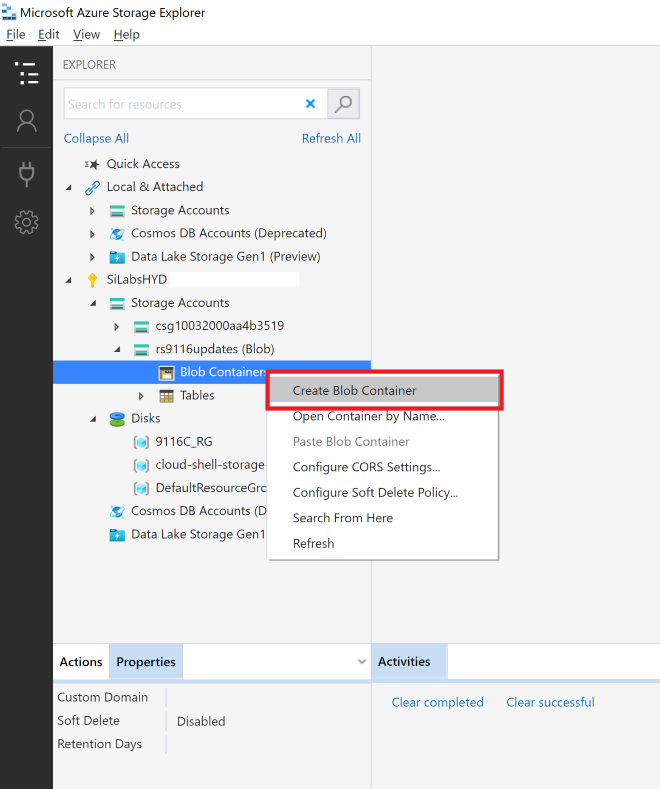 Microsoft Azure Storage Explorer
File Edit View Help
EXPLORER
Search for resources
Collapse All Refresh All
Quick Access
Local & Attached
Storage Accounts
Cosmos DB Accounts (Deprecated)
Data Lake Storage Gen1 (Preview)
SiLabsHYD
Storage Accounts
csg10032000aa4b3519
rs9116updates (Blob)
Blob Containers
Create Blob Container
Tables
Open Container by Name...
Disks
Paste Blob Container
9116C_RG
cloud-shell-storage-
Configure CORS Settings...
DefaultResourceGro
Configure Soft Delete Policy...
Cosmos DB Accounts (D
Search From Here
Data Lake Storage Gen1
Refresh
Actions Properties Activities
Custom Domain
Clear completed Clear successful
Soft Delete Disabled
Retention Days